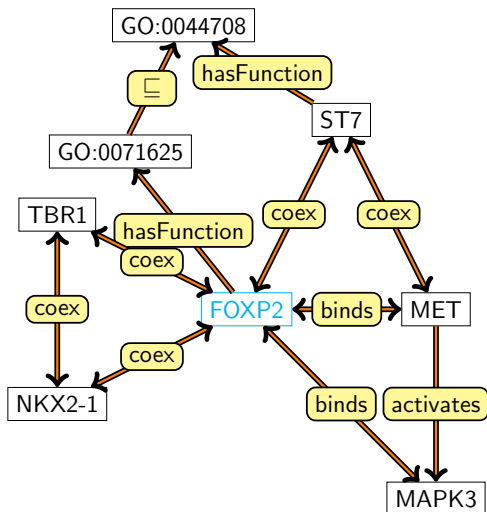 GO:0044708
hasFunction
⊑
ST7
GO:0071625
TBR1
hasFunction
coex
coex
coex
coex
FOXP2
binds
MET
coex
NKX2-1
binds
activates
MAPK3